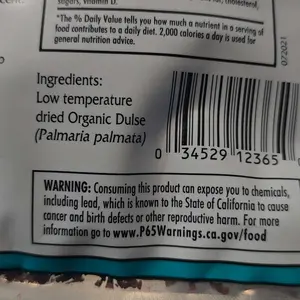 sugars, vitamin D.
cholesterol,
*The % Daily Value tells you how much a nutrient in a serving of
food contributes to a daily diet. 2,000 calories a day is used for
general nutrition advice.
072021
Ingredients:
Low temperature
dried Organic Dulse
(Palmaria palmata)
0 34529 12365
WARNING: Consuming this product can expose you to chemicals,
including lead, which is known to the State of California to cause
cancer and birth defects or other reproductive harm. For more
information go to www.P65Warnings.ca.gov/food